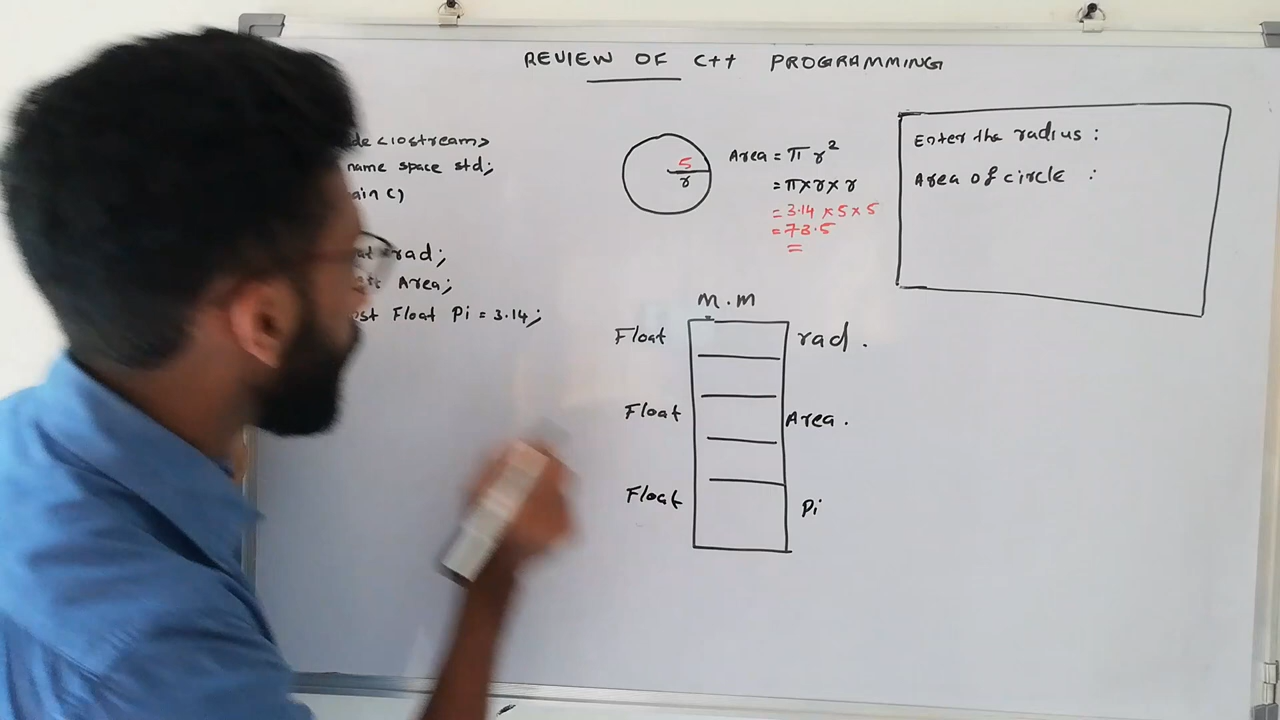 REVIEW OF C++ PROGRAMMING
de <iostream>
name space std;
ain ( )
rad;
Area;
st Float Pi = 3.14;
5
r
Area = π r²
= π x r x r
= 3.14 x 5 x 5
= 78.5
=
M . M
Float rad .
Float Area .
Float Pi
Enter the radius :
Area of circle :